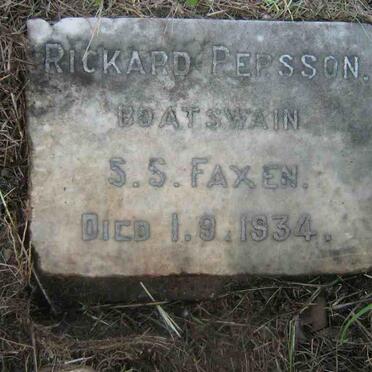 RICKARD PERSSON.
BOATSWAIN
S. S. FAXEN.
DIED 1.9.1934.